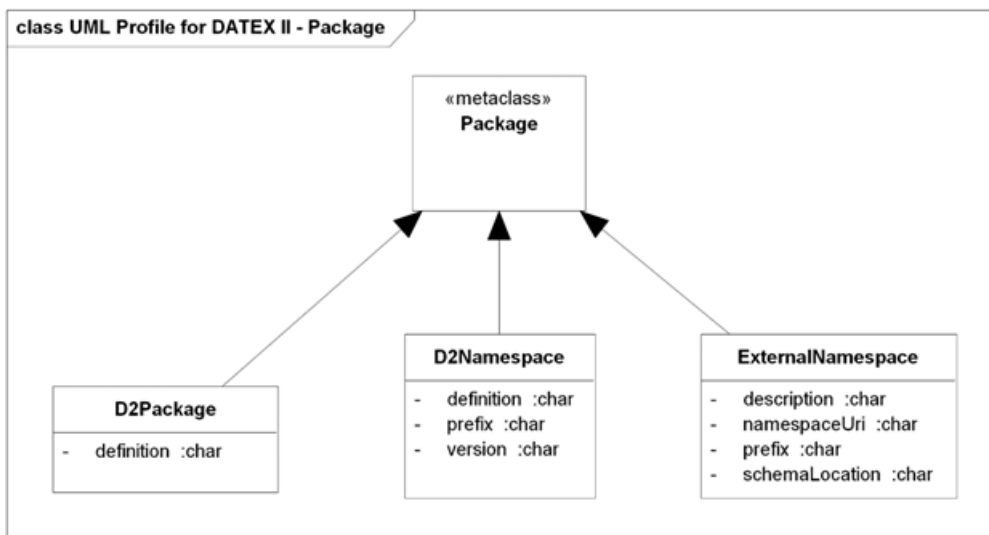 class UML Profile for DATEX II - Package
«metaclass»
Package
D2Package
- definition :char
D2Namespace
- definition :char
- prefix :char
- version :char
ExternalNamespace
- description :char
- namespaceUri :char
- prefix :char
- schemaLocation :char